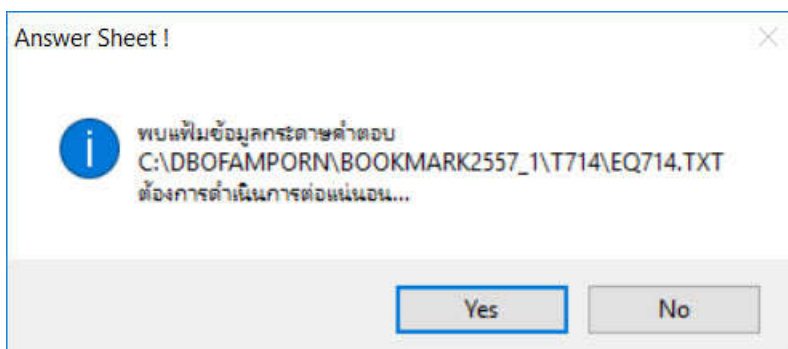 Answer Sheet !
พบแฟ้มข้อมูลกระดาษคำตอบ
C:\DBOFAMPORN\BOOKMARK2557_1\T714\EQ714.TXT
ต้องการดำเนินการต่อแน่นอน...
Yes
No